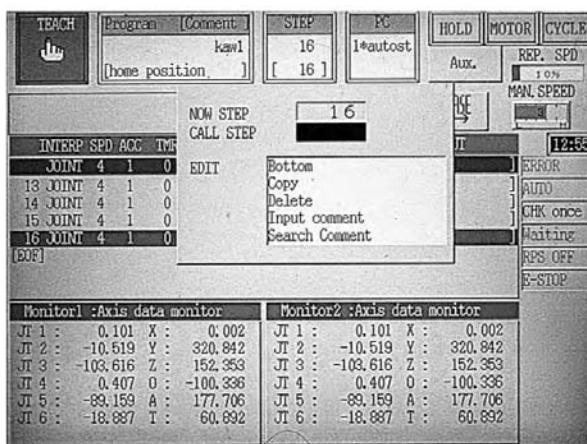 TEACH
Program [Comment ]
kaw1
[home position ]
STEP
16
[ 16 ]
PC
1*autost
HOLD
MOTOR
CYCLE
Aux.
REP. SPD
10%
MAN. SPEED
NOW STEP 16
CALL STEP
12:55
INTERP SPD ACC TMR
JOINT 4 1 0
13 JOINT 4 1 0
14 JOINT 4 1 0
15 JOINT 4 1 0
16 JOINT 4 1 0
[EOF]
EDIT
Bottom
Copy
Delete
Input comment
Search Comment
ERROR
AUTO
CHK once
Waiting
RPS OFF
E-STOP
Monitor1 :Axis data monitor
JT 1 : 0.101 X : 0.002
JT 2 : -10.519 Y : 320.842
JT 3 : -103.616 Z : 152.353
JT 4 : 0.407 O : -100.336
JT 5 : -89.159 A : 177.706
JT 6 : -18.887 T : 60.892
Monitor2 :Axis data monitor
JT 1 : 0.101 X : 0.002
JT 2 : -10.519 Y : 320.842
JT 3 : -103.616 Z : 152.353
JT 4 : 0.407 O : -100.336
JT 5 : -89.159 A : 177.706
JT 6 : -18.887 T : 60.892